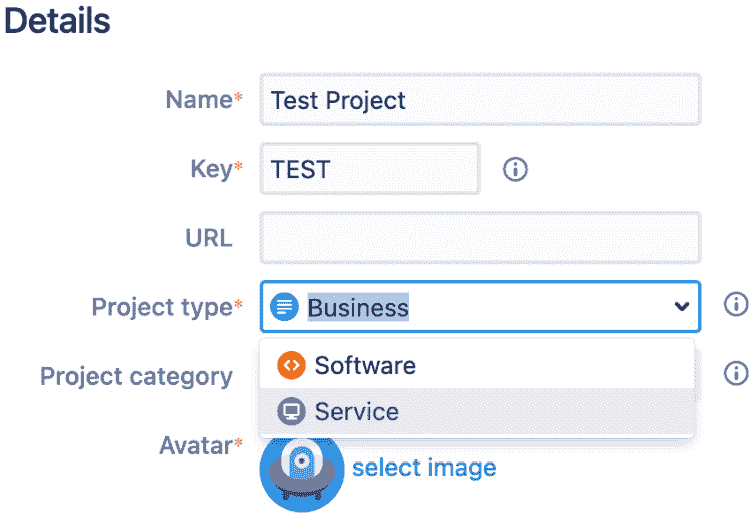 Details
Name*
Test Project
Key*
TEST
URL
Project type*
Business
Software
Project category
Service
Avatar*
select image